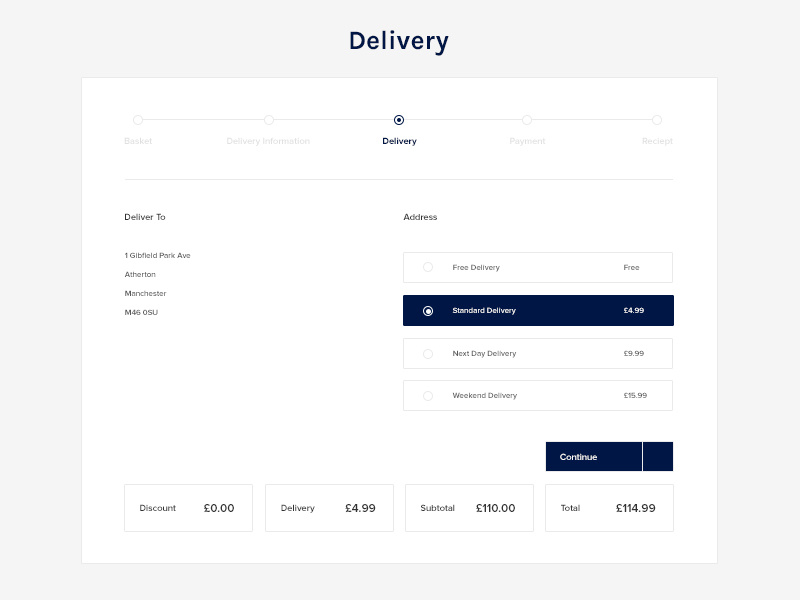 Delivery
Basket
Delivery Information
Delivery
Payment
Reciept
Deliver To
Address
1 Gibfield Park Ave
Atherton
Manchester
M46 0SU
Free Delivery Free
Standard Delivery £4.99
Next Day Delivery £9.99
Weekend Delivery £15.99
Continue
Discount £0.00
Delivery £4.99
Subtotal £110.00
Total £114.99